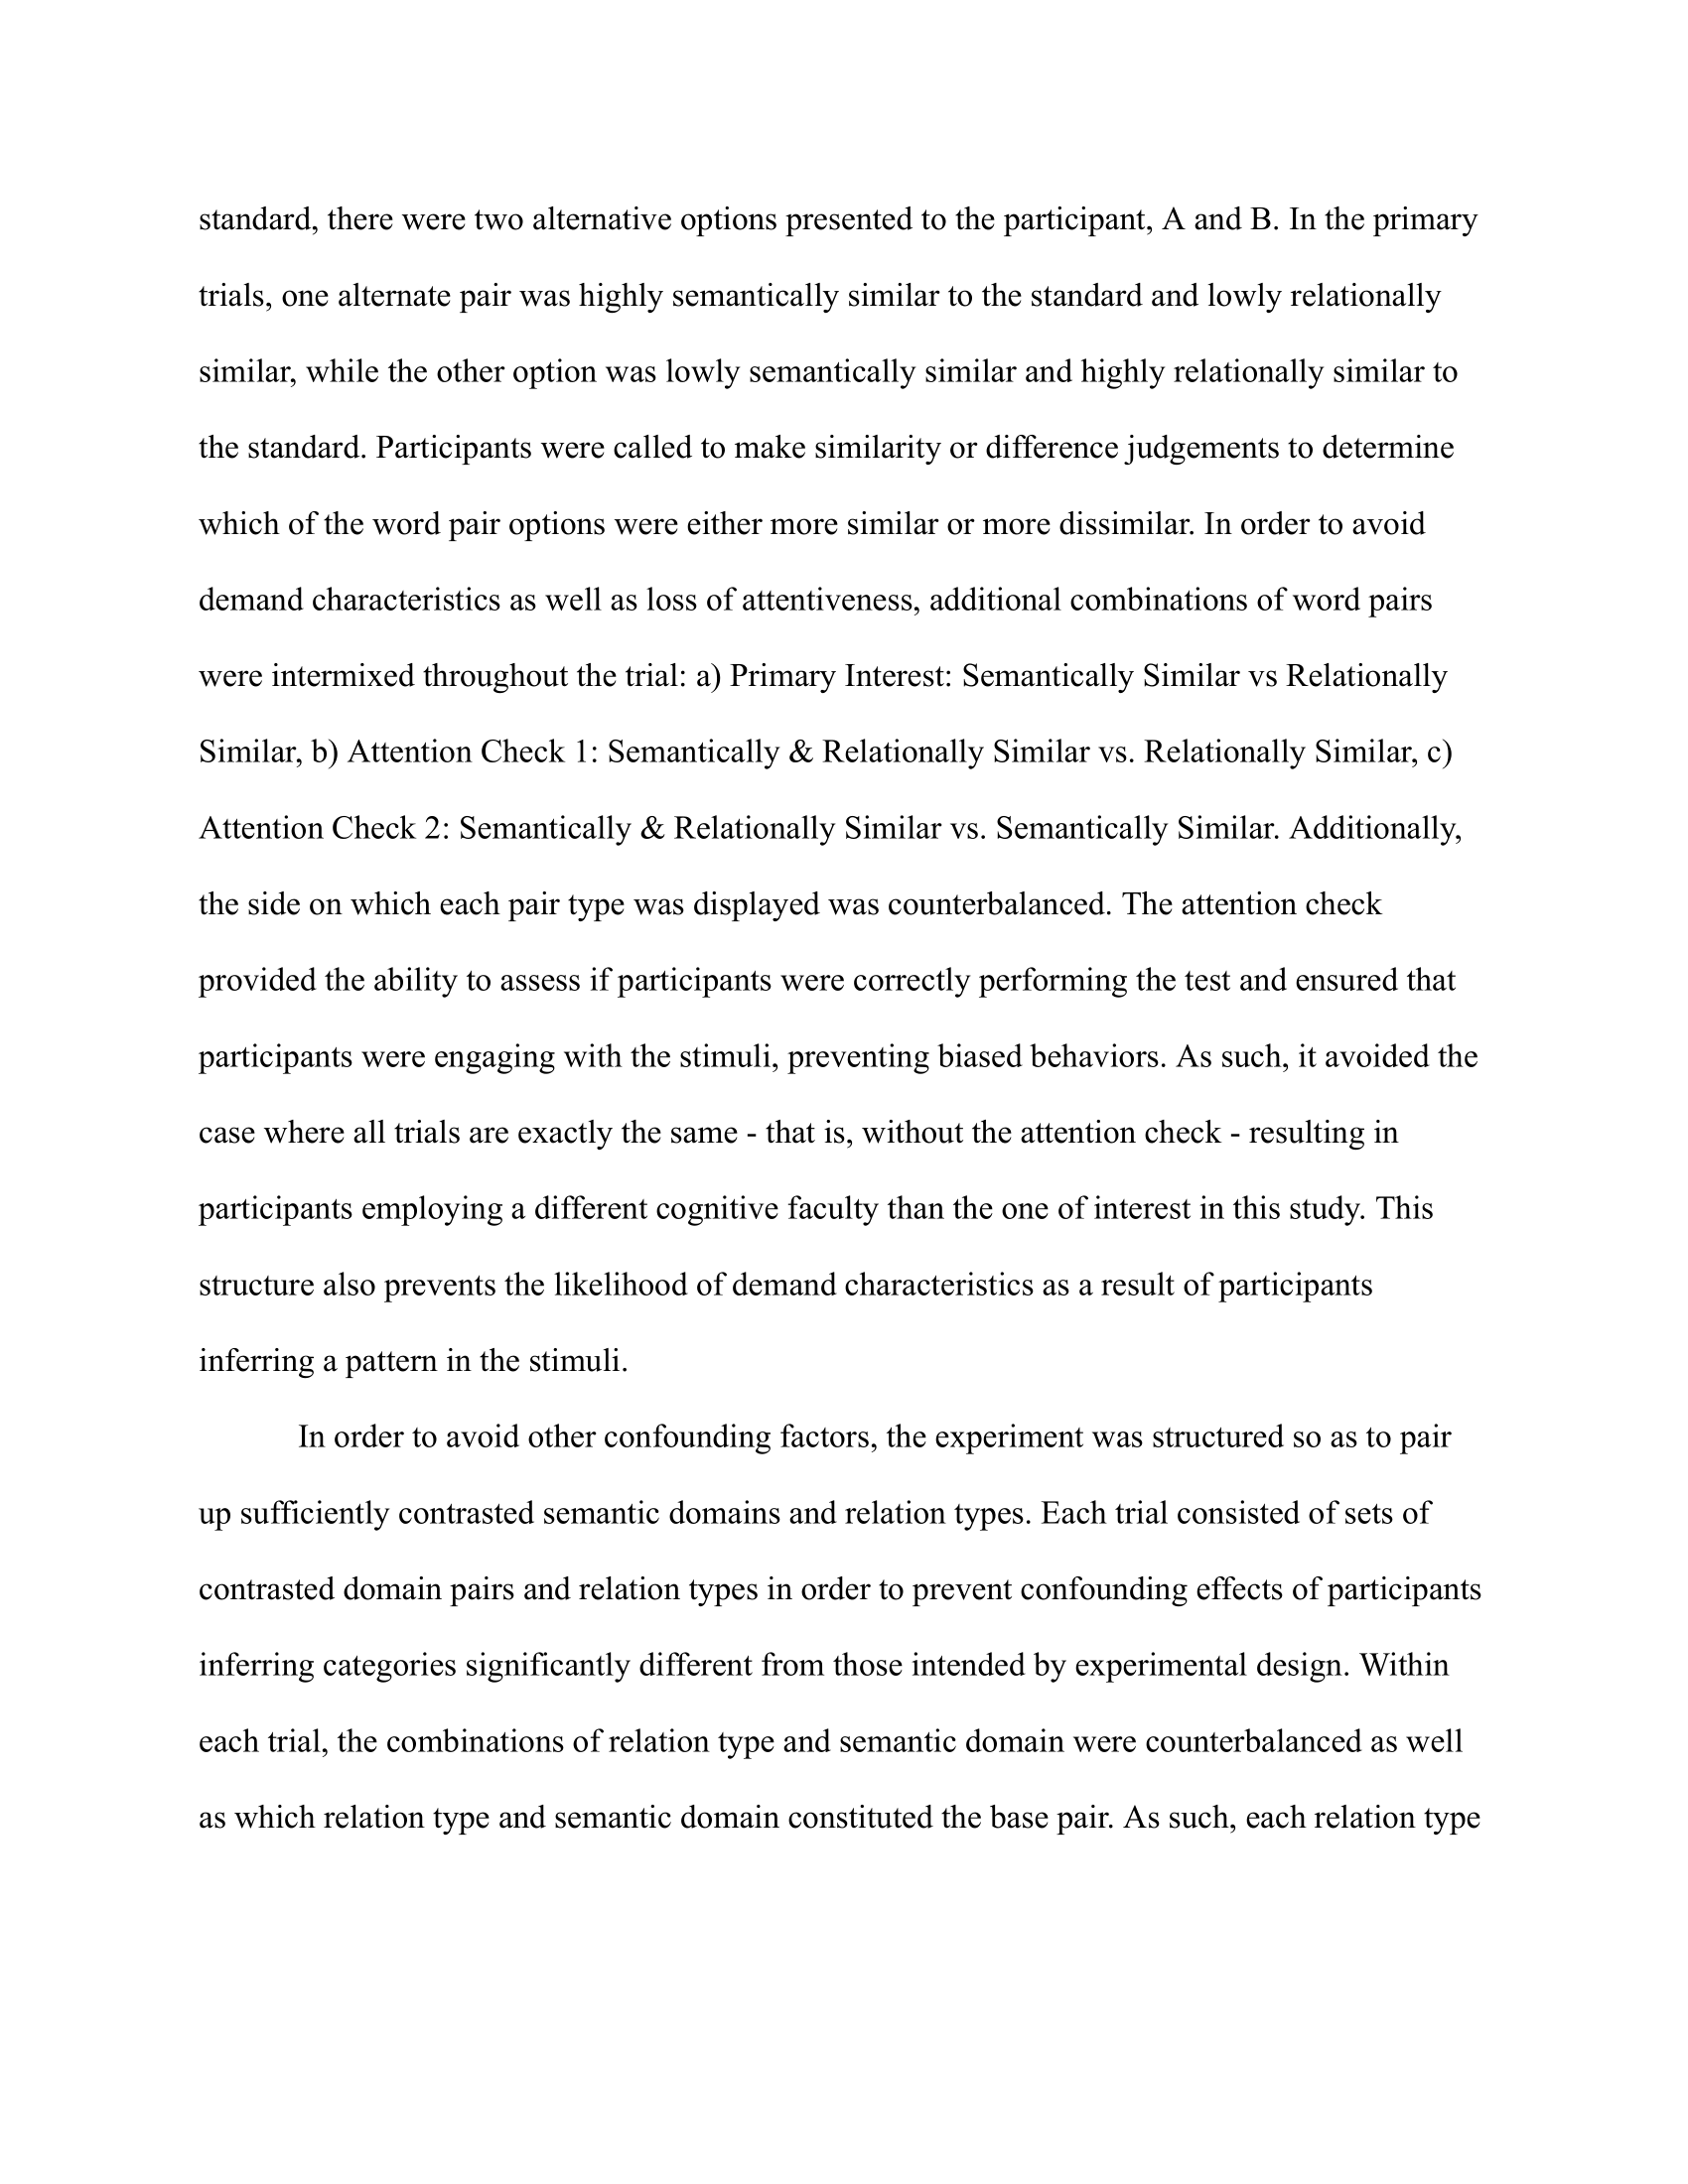 standard, there were two alternative options presented to the participant, A and B. In the primary
trials, one alternate pair was highly semantically similar to the standard and lowly relationally
similar, while the other option was lowly semantically similar and highly relationally similar to
the standard. Participants were called to make similarity or difference judgements to determine
which of the word pair options were either more similar or more dissimilar. In order to avoid
demand characteristics as well as loss of attentiveness, additional combinations of word pairs
were intermixed throughout the trial: a) Primary Interest: Semantically Similar vs Relationally
Similar, b) Attention Check 1: Semantically & Relationally Similar vs. Relationally Similar, c)
Attention Check 2: Semantically & Relationally Similar vs. Semantically Similar. Additionally,
the side on which each pair type was displayed was counterbalanced. The attention check
provided the ability to assess if participants were correctly performing the test and ensured that
participants were engaging with the stimuli, preventing biased behaviors. As such, it avoided the
case where all trials are exactly the same - that is, without the attention check - resulting in
participants employing a different cognitive faculty than the one of interest in this study. This
structure also prevents the likelihood of demand characteristics as a result of participants
inferring a pattern in the stimuli.
In order to avoid other confounding factors, the experiment was structured so as to pair
up sufficiently contrasted semantic domains and relation types. Each trial consisted of sets of
contrasted domain pairs and relation types in order to prevent confounding effects of participants
inferring categories significantly different from those intended by experimental design. Within
each trial, the combinations of relation type and semantic domain were counterbalanced as well
as which relation type and semantic domain constituted the base pair. As such, each relation type